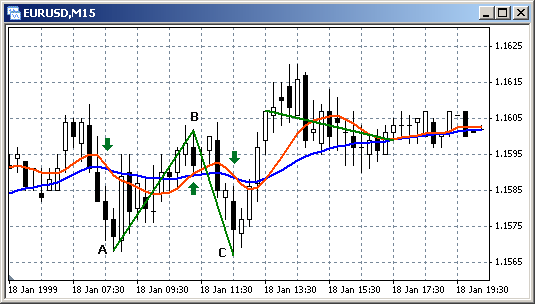 EURUSD,M15
1.1625
1.1615
1.1605
1.1595
1.1585
1.1575
1.1565
B
A
C
18 Jan 1999
18 Jan 07:30
18 Jan 09:30
18 Jan 11:30
18 Jan 13:30
18 Jan 15:30
18 Jan 17:30
18 Jan 19:30